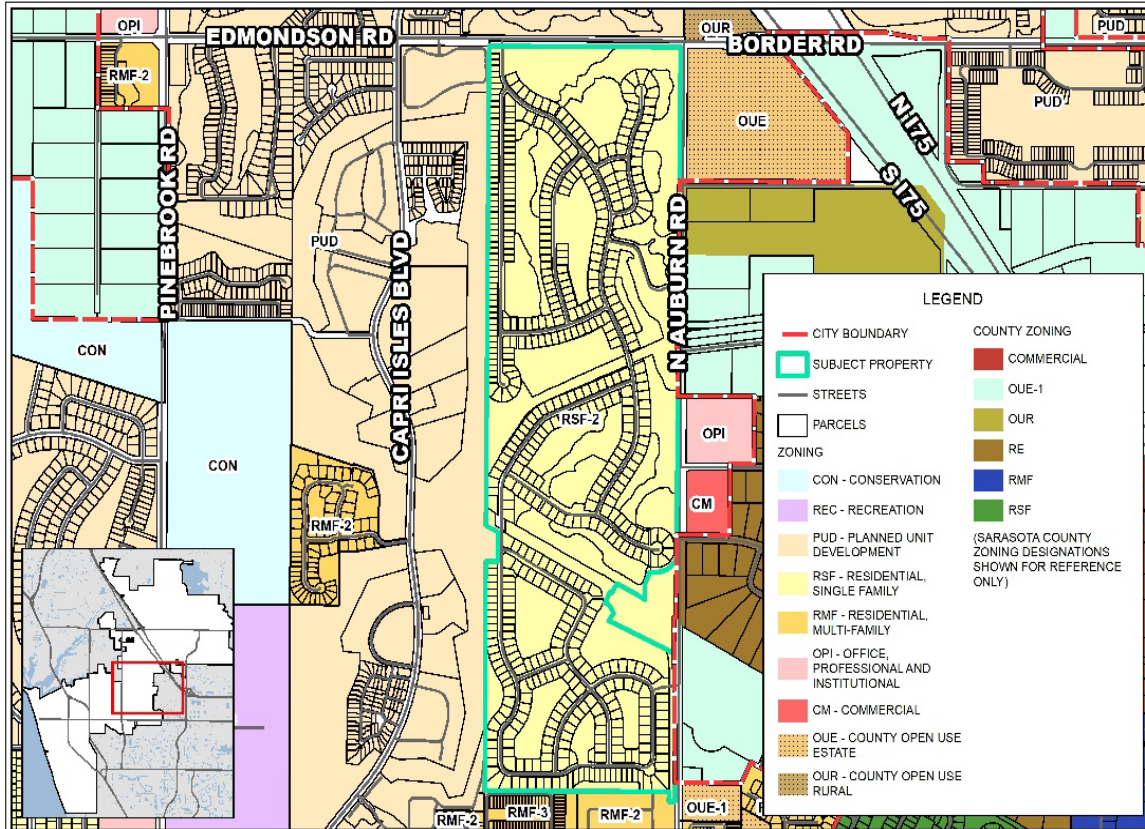 OPI
EDMONDSON RD
OUR
BORDER RD
PUD
RMF-2
PUD
OUE
N I 75
S I 75
PINEBROOK RD
PUD
CAPRI ISLES BLVD
N AUBURN RD
CON
CON
RSF-2
OPI
CM
RMF-2
RMF-2
RMF-3
RMF-2
OUE-1
LEGEND
CITY BOUNDARY
SUBJECT PROPERTY
STREETS
PARCELS
ZONING
CON - CONSERVATION
REC - RECREATION
PUD - PLANNED UNIT
DEVELOPMENT
RSF - RESIDENTIAL,
SINGLE FAMILY
RMF - RESIDENTIAL,
MULTI-FAMILY
OPI - OFFICE,
PROFESSIONAL AND
INSTITUTIONAL
CM - COMMERCIAL
OUE - COUNTY OPEN USE
ESTATE
OUR - COUNTY OPEN USE
RURAL
COUNTY ZONING
COMMERCIAL
OUE-1
OUR
RE
RMF
RSF
(SARASOTA COUNTY
ZONING DESIGNATIONS
SHOWN FOR REFERENCE
ONLY)